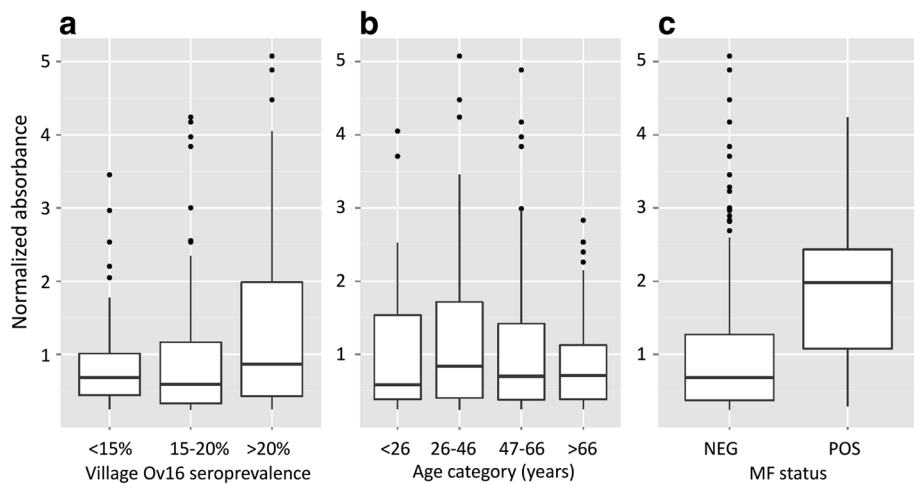 a
b
c
Normalized absorbance
5
4
3
2
1
<15% 15-20% >20%
Village Ov16 seroprevalence
5
4
3
2
1
<26 26-46 47-66 >66
Age category (years)
5
4
3
2
1
NEG POS
MF status